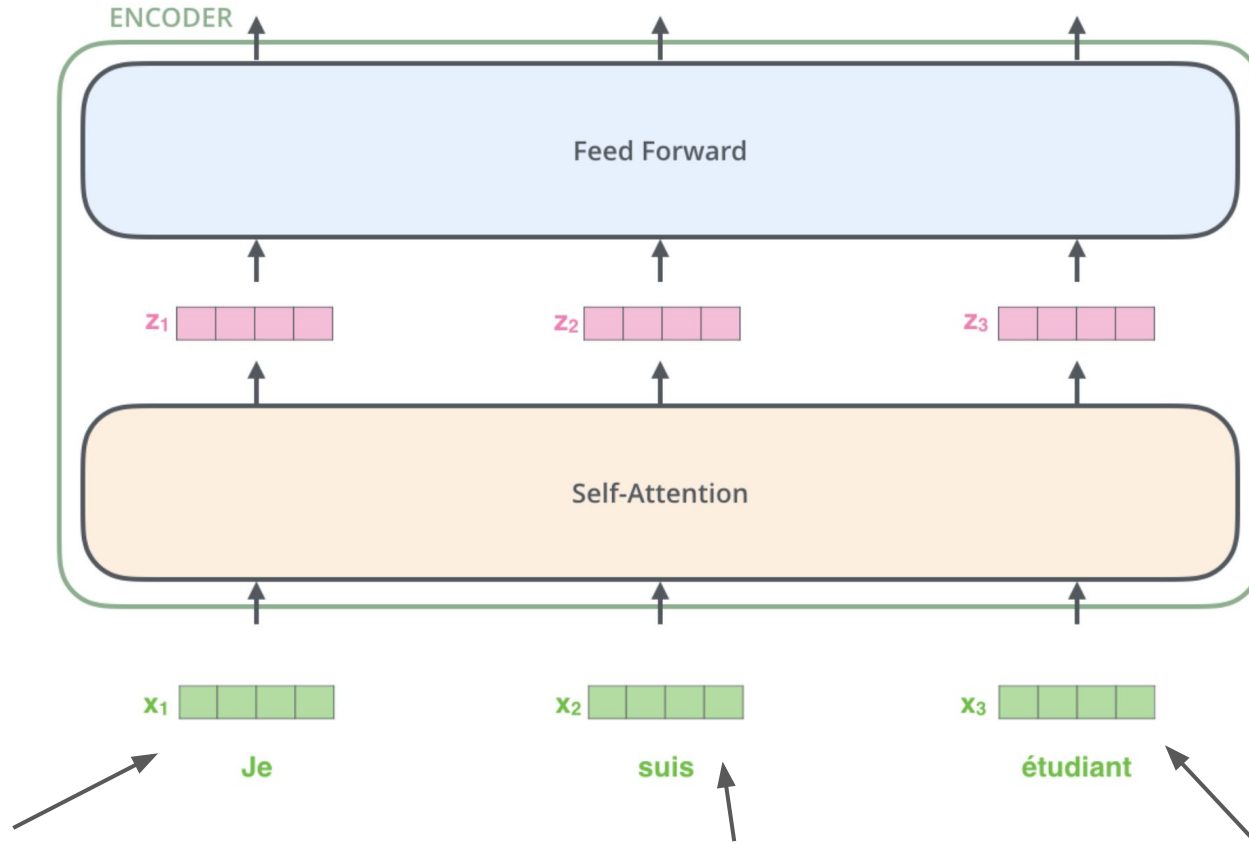 ENCODER
Feed Forward
z₁ z₂ z₃
Self-Attention
x₁ x₂ x₃
Je suis étudiant